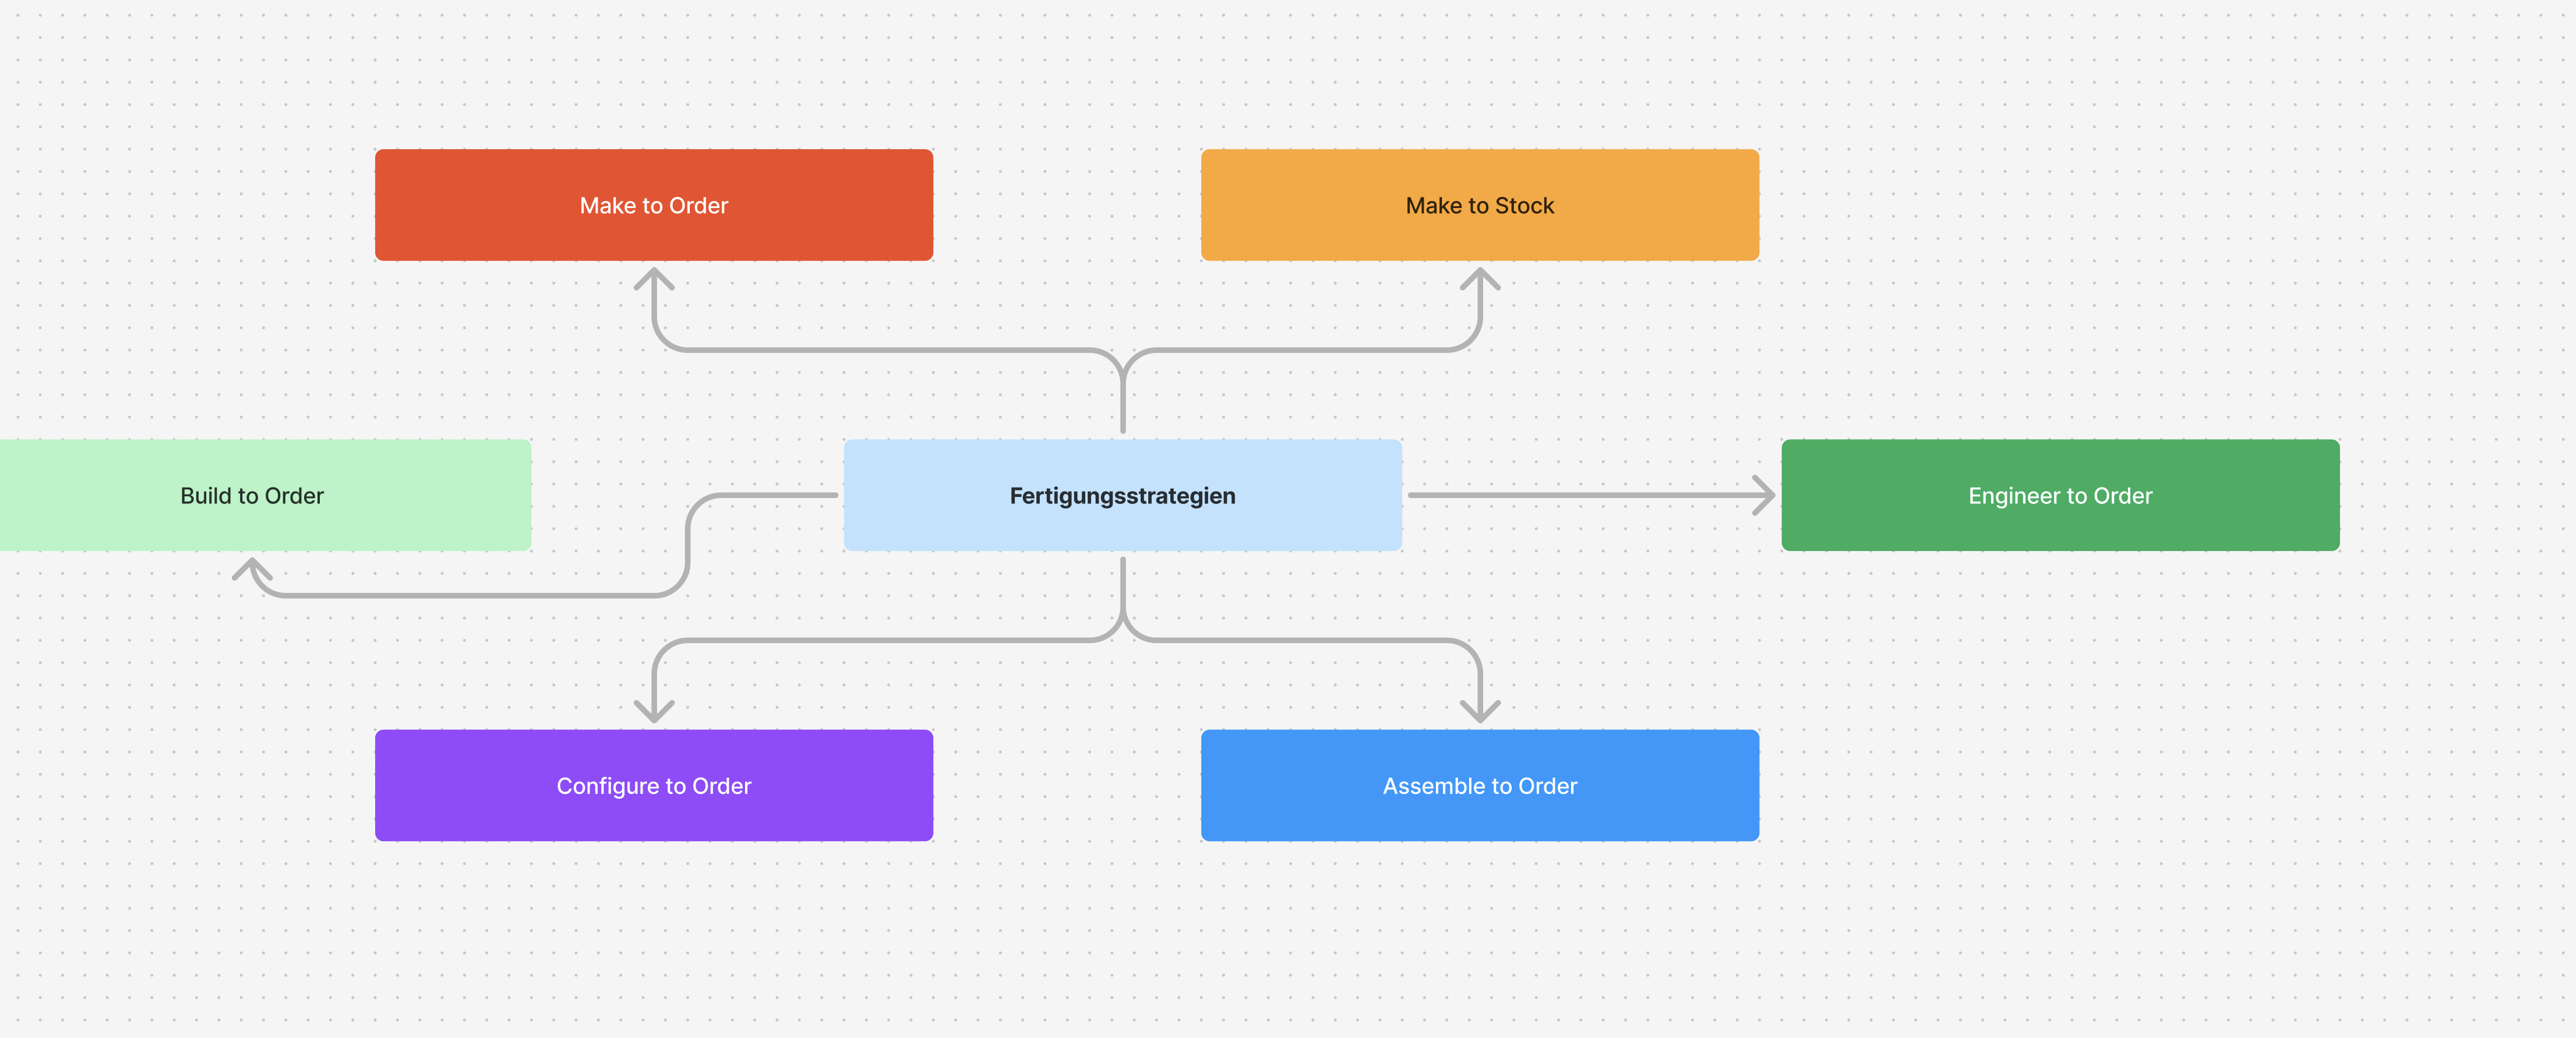 Make to Order
Make to Stock
Build to Order
Fertigungsstrategien
Engineer to Order
Configure to Order
Assemble to Order